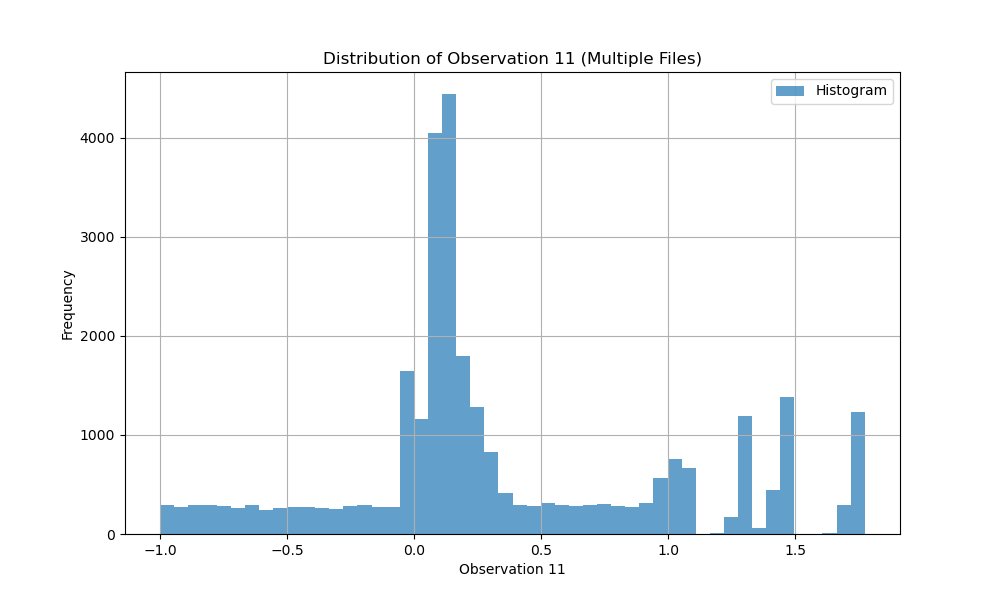 Distribution of Observation 11 (Multiple Files)
Histogram
4000
3000
2000
1000
0
Frequency
−1.0 −0.5 0.0 0.5 1.0 1.5
Observation 11